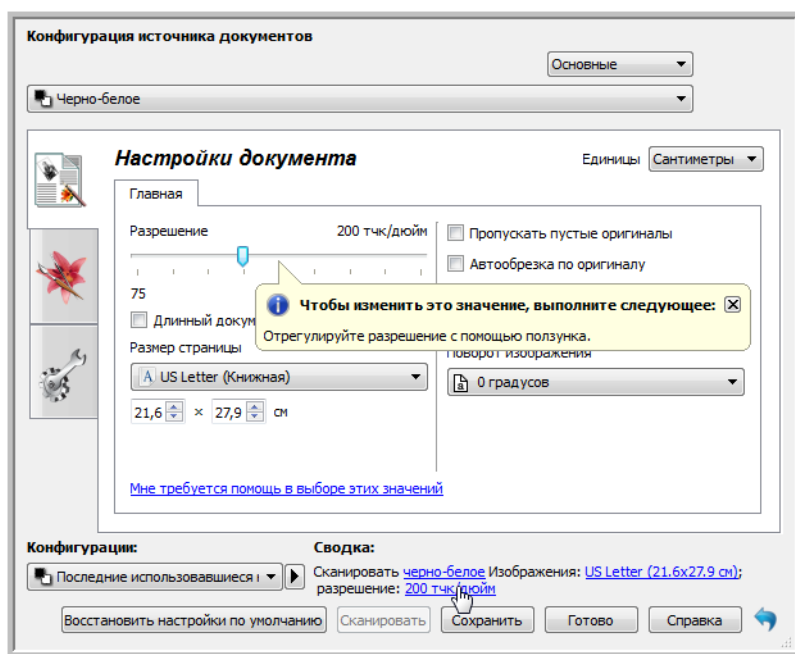 Конфигурация источника документов
Основные
Черно-белое
Настройки документа
Единицы Сантиметры
Главная
Разрешение 200 тчк/дюйм
Пропускать пустые оригиналы
Автообрезка по оригиналу
75
Чтобы изменить это значение, выполните следующее:
Отрегулируйте разрешение с помощью ползунка.
Длинный докум
Размер страницы
Поворот изображения
US Letter (Книжная)
0 градусов
21,6 × 27,9 см
Мне требуется помощь в выборе этих значений
Конфигурации: Сводка:
Последние использовавшиеся
Сканировать черно-белое Изображения: US Letter (21.6x27.9 см);
разрешение: 200 тчк/дюйм
Восстановить настройки по умолчанию Сканировать Сохранить Готово Справка